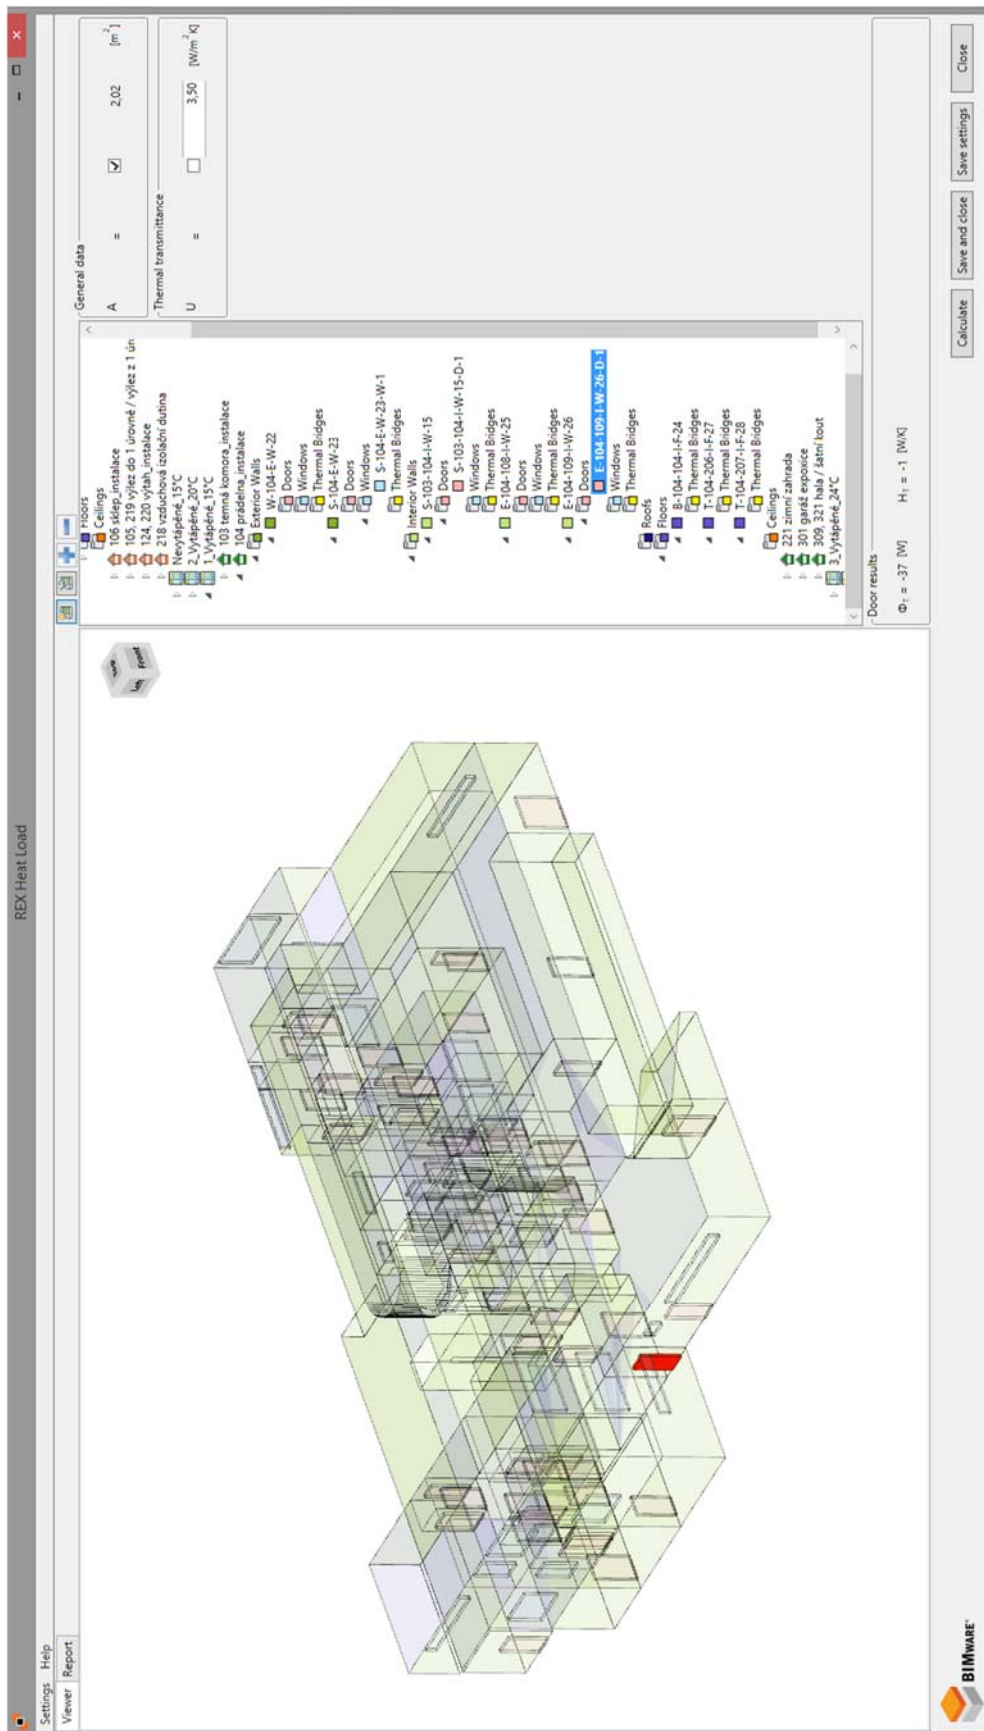 REX Heat Load
Settings Help
Viewer Report
Left Front
Floors
Ceilings
106 sklep_instalace
105, 219 výlez do 1 úrovně / výlez z 1 ún
124, 220 výtah_instalace
218 vzduchová izolační dutina
Nevytápěné_15°C
2_Vytápěné_20°C
1_Vytápěné_15°C
103 temná komora_instalace
104 prádelna_instalace
Exterior Walls
W-104-E-W-22
Doors
Windows
Thermal Bridges
S-104-E-W-23
Doors
Windows
S-104-E-W-23-W-1
Thermal Bridges
Interior Walls
S-103-104-I-W-15
Doors
S-103-104-I-W-15-D-1
Windows
Thermal Bridges
E-104-108-I-W-25
Doors
Windows
Thermal Bridges
E-104-109-I-W-26
Doors
E-104-109-I-W-26-D-1
Windows
Thermal Bridges
Roofs
Floors
B-104-104-I-F-24
Thermal Bridges
T-104-206-I-F-27
Thermal Bridges
T-104-207-I-F-28
Thermal Bridges
Ceilings
221 zimní zahrada
301 garáž expozice
309, 321 hala / šatní kout
3_Vytápěné_24°C
General data
A = 2,02 [m²]
Thermal transmittance
U = 3,50 [W/m² K]
Door results
ΦT = -37 [W] HT = -1 [W/K]
BIMWARE
Calculate Save and close Save settings Close